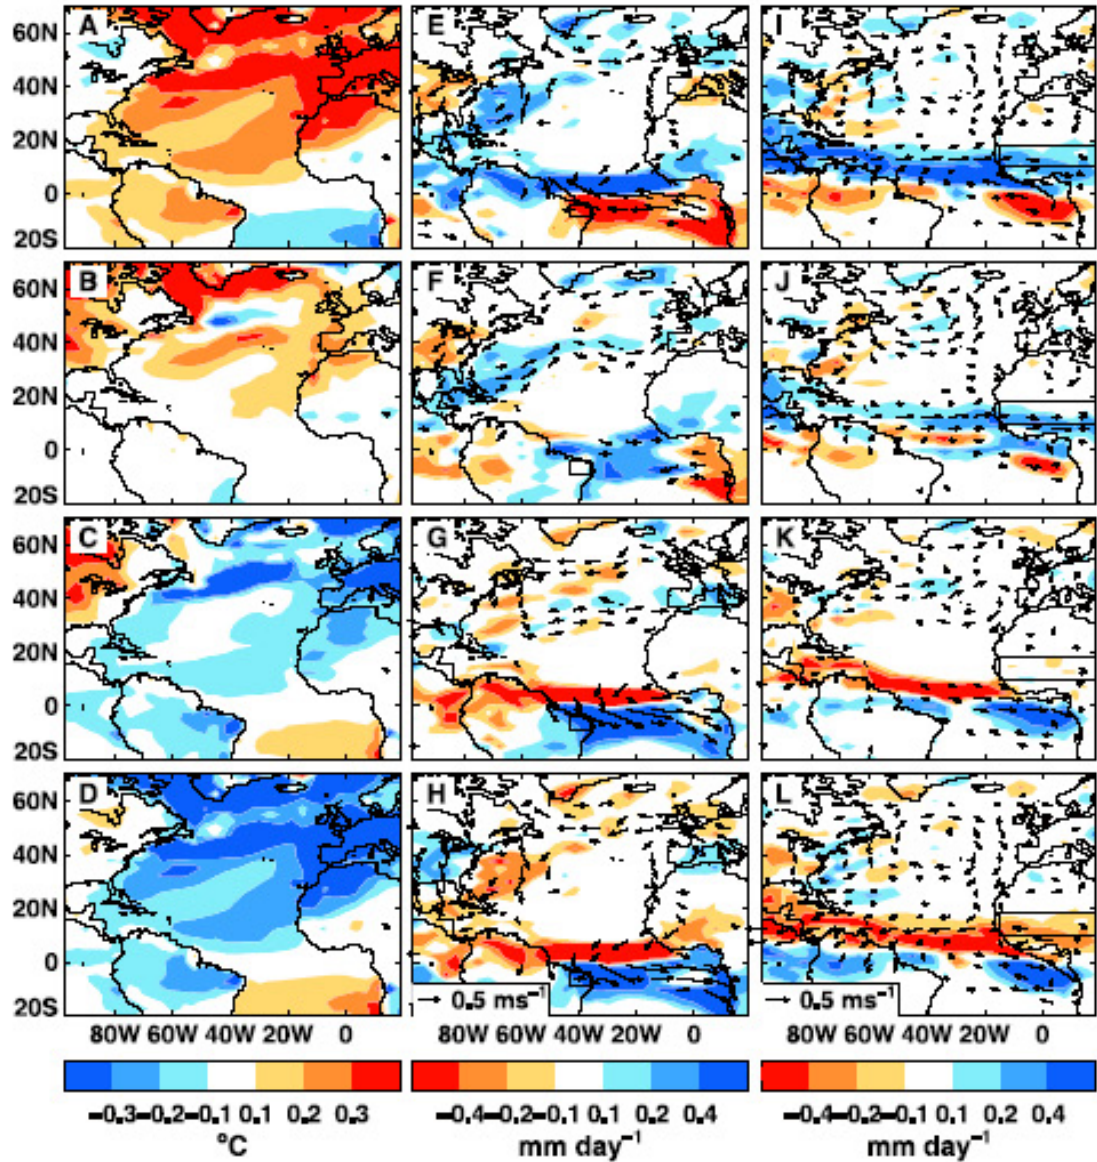 A E I
60N
40N
20N
0
20S
B F J
60N
40N
20N
0
20S
C G K
60N
40N
20N
0
20S
D H L
60N
40N
20N
0
20S
→ 0.5 ms⁻¹ → 0.5 ms⁻¹
80W 60W 40W 20W 0 80W 60W 40W 20W 0 80W 60W 40W 20W 0
−0.3 −0.2 −0.1 0.1 0.2 0.3 −0.4 −0.2 −0.1 0.1 0.2 0.4 −0.4 −0.2 −0.1 0.1 0.2 0.4
°C mm day⁻¹ mm day⁻¹